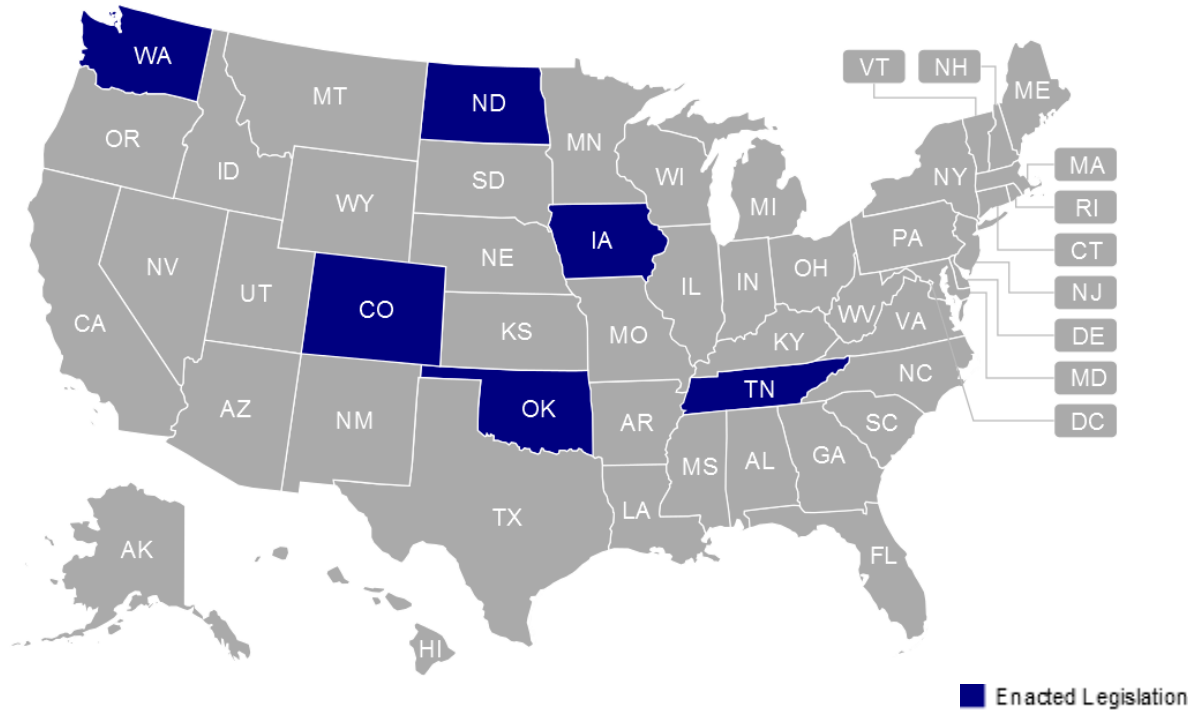 WA
MT
ND
MN
VT
NH
ME
OR
ID
SD
WI
MI
NY
MA
WY
RI
NE
IA
PA
CT
NV
UT
CO
IL
IN
OH
NJ
CA
KS
MO
WV
VA
DE
KY
MD
AZ
NM
OK
AR
TN
NC
DC
SC
MS
AL
GA
TX
LA
AK
FL
HI
Enacted Legislation